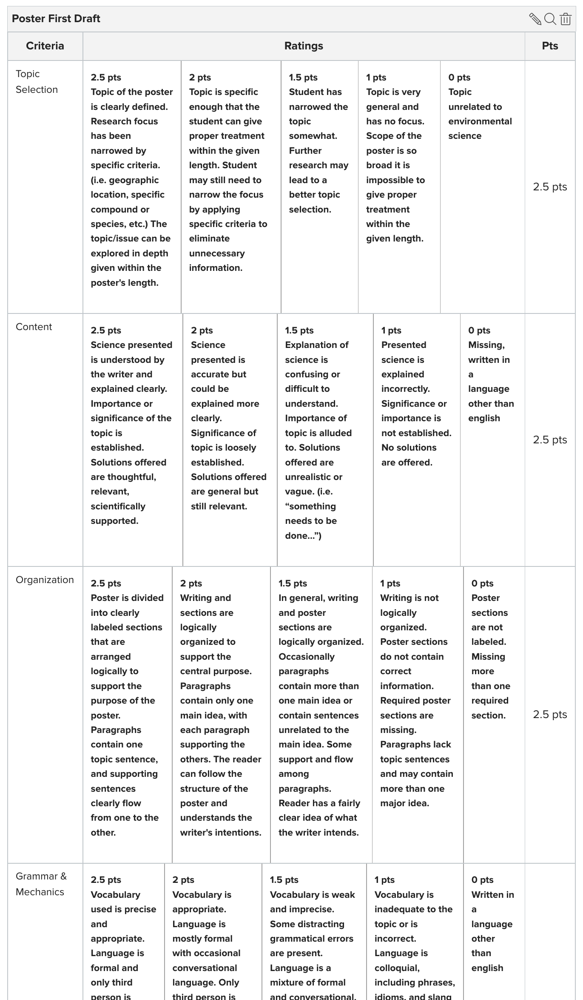 Poster First Draft
Criteria
Ratings
Pts
Topic
Selection
2.5 pts
Topic of the poster
is clearly defined.
Research focus
has been
narrowed by
specific criteria.
(i.e. geographic
location, specific
compound or
species, etc.) The
topic/issue can be
explored in depth
given within the
poster's length.
2 pts
Topic is specific
enough that the
student can give
proper treatment
within the given
length. Student
may still need to
narrow the focus
by applying
specific criteria to
eliminate
unnecessary
information.
1.5 pts
Student has
narrowed the
topic
somewhat.
Further
research may
lead to a
better topic
selection.
1 pts
Topic is very
general and
has no focus.
Scope of the
poster is so
broad it is
impossible to
give proper
treatment
within the
given length.
0 pts
Topic
unrelated to
environmental
science
2.5 pts
Content
2.5 pts
Science presented
is understood by
the writer and
explained clearly.
Importance or
significance of the
topic is
established.
Solutions offered
are thoughtful,
relevant,
scientifically
supported.
2 pts
Science
presented is
accurate but
could be
explained more
clearly.
Significance of
topic is loosely
established.
Solutions offered
are general but
still relevant.
1.5 pts
Explanation of
science is
confusing or
difficult to
understand.
Importance of
topic is alluded
to. Solutions
offered are
unrealistic or
vague. (i.e.
“something
needs to be
done...”)
1 pts
Presented
science is
explained
incorrectly.
Significance or
importance is
not established.
No solutions
are offered.
0 pts
Missing,
written in
a
language
other than
english
2.5 pts
Organization
2.5 pts
Poster is divided
into clearly
labeled sections
that are
arranged
logically to
support the
purpose of the
poster.
Paragraphs
contain one
topic sentence,
and supporting
sentences
clearly flow
from one to the
other.
2 pts
Writing and
sections are
logically
organized to
support the
central purpose.
Paragraphs
contain only one
main idea, with
each paragraph
supporting the
others. The reader
can follow the
structure of the
poster and
understands the
writer's intentions.
1.5 pts
In general, writing
and poster
sections are
logically organized.
Occasionally
paragraphs
contain more than
one main idea or
contain sentences
unrelated to the
main idea. Some
support and flow
among
paragraphs.
Reader has a fairly
clear idea of what
the writer intends.
1 pts
Writing is not
logically
organized.
Poster sections
do not contain
correct
information.
Required poster
sections are
missing.
Paragraphs lack
topic sentences
and may contain
more than one
major idea.
0 pts
Poster
sections
are not
labeled.
Missing
more
than one
required
section.
2.5 pts
Grammar &
Mechanics
2.5 pts
Vocabulary
used is precise
and
appropriate.
Language is
formal and
only third
person is
2 pts
Vocabulary is
appropriate.
Language is
mostly formal
with occasional
conversational
language. Only
third person is
1.5 pts
Vocabulary is weak
and imprecise.
Some distracting
grammatical errors
are present.
Language is a
mixture of formal
and conversational.
1 pts
Vocabulary is
inadequate to the
topic or is
incorrect.
Language is
colloquial,
including phrases,
idioms, and slang
0 pts
Written in
a
language
other
than
english